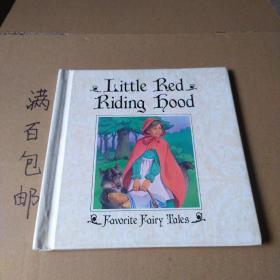 Little Red
Riding Hood
Favorite Fairy Tales
满百包邮